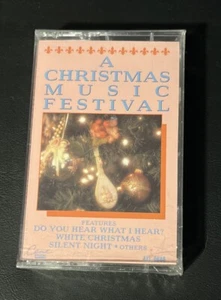 A
CHRISTMAS
MUSIC
FESTIVAL
FEATURES
DO YOU HEAR WHAT I HEAR?
WHITE CHRISTMAS
SILENT NIGHT • OTHERS